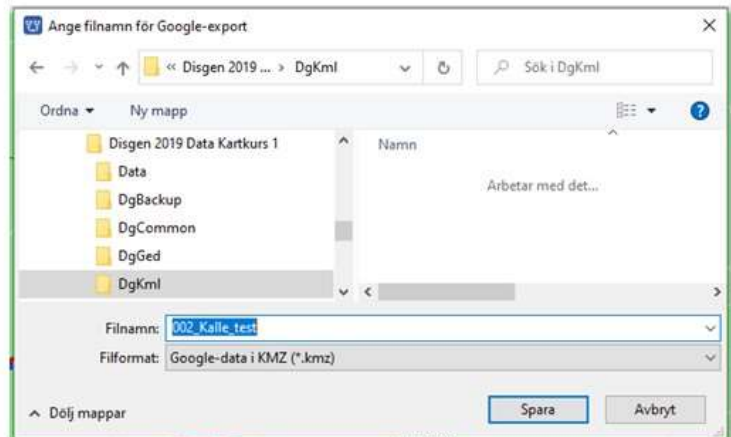 Ange filnamn för Google-export
« Disgen 2019 ... > DgKml
Sök i DgKml
Ordna
Ny mapp
Disgen 2019 Data Kartkurs 1
Data
DgBackup
DgCommon
DgGed
DgKml
Namn
Arbetar med det...
Filnamn: 002_Kalle_test
Filformat: Google-data i KMZ (*.kmz)
Dölj mappar
Spara
Avbryt